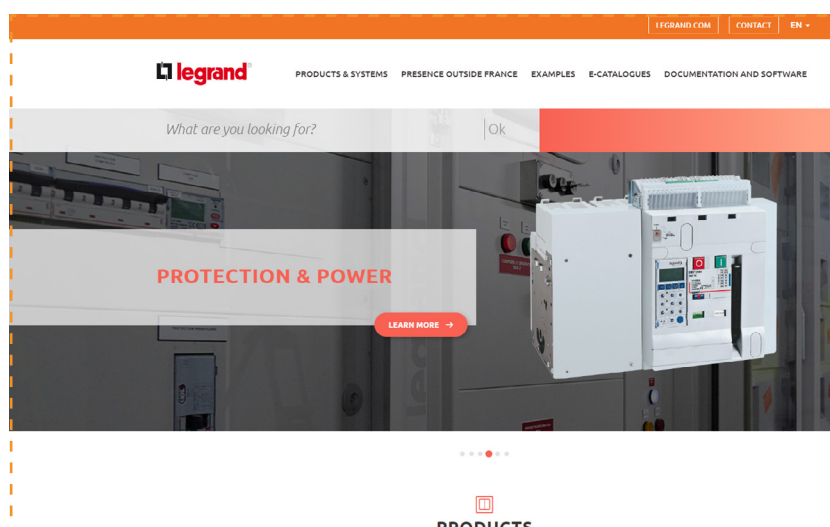 LEGRAND.COM CONTACT EN
legrand
PRODUCTS & SYSTEMS PRESENCE OUTSIDE FRANCE EXAMPLES E-CATALOGUES DOCUMENTATION AND SOFTWARE
What are you looking for? Ok
PROTECTION & POWER
LEARN MORE
PRODUCTS